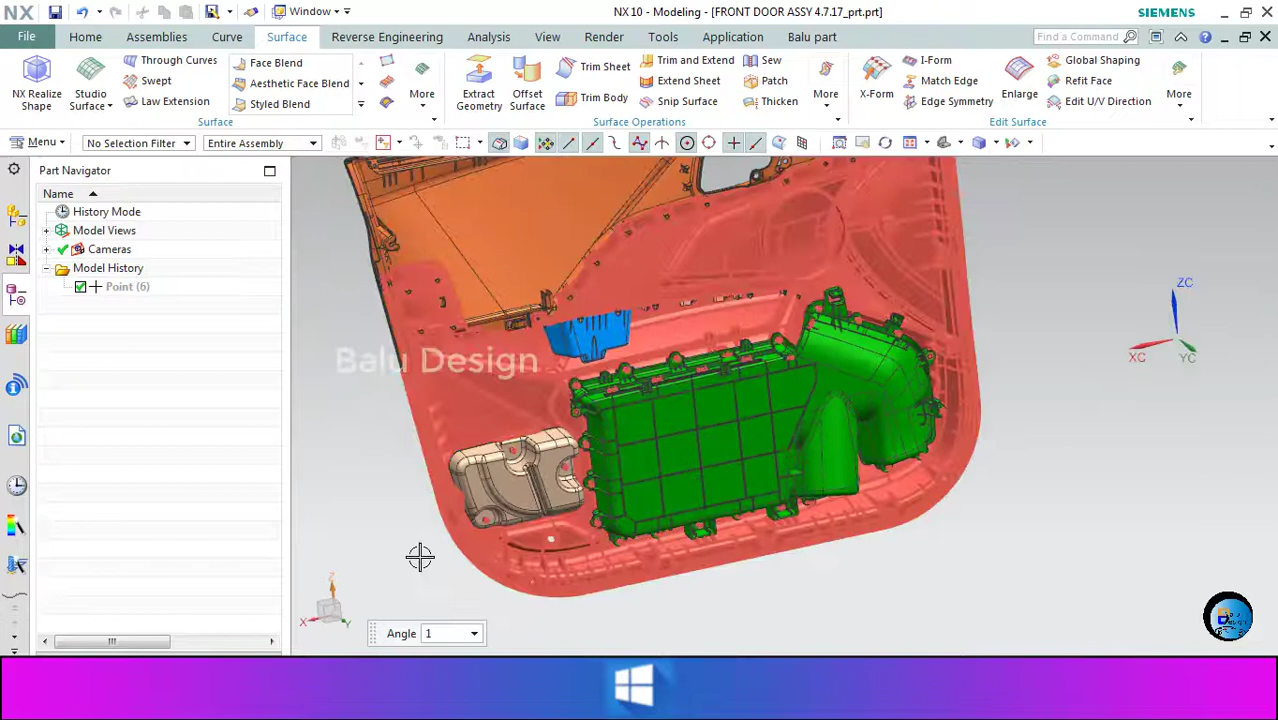 NX Window NX 10 - Modeling - [FRONT DOOR ASSY 4.7.17_prt.prt] SIEMENS
File Home Assemblies Curve Surface Reverse Engineering Analysis View Render Tools Application Balu part Find a Command
NX Realize Shape
Studio Surface
Through Curves
Swept
Law Extension
Face Blend
Aesthetic Face Blend
Styled Blend
More
Surface
Extract Geometry
Offset Surface
Trim Sheet
Trim Body
Trim and Extend
Extend Sheet
Snip Surface
Sew
Patch
Thicken
More
Surface Operations
X-Form
I-Form
Match Edge
Edge Symmetry
Enlarge
Global Shaping
Refit Face
Edit U/V Direction
More
Edit Surface
Menu No Selection Filter Entire Assembly
Part Navigator
Name
History Mode
Model Views
Cameras
Model History
Point (6)
Balu Design
ZC
XC
YC
Z
X
Y
Angle 1